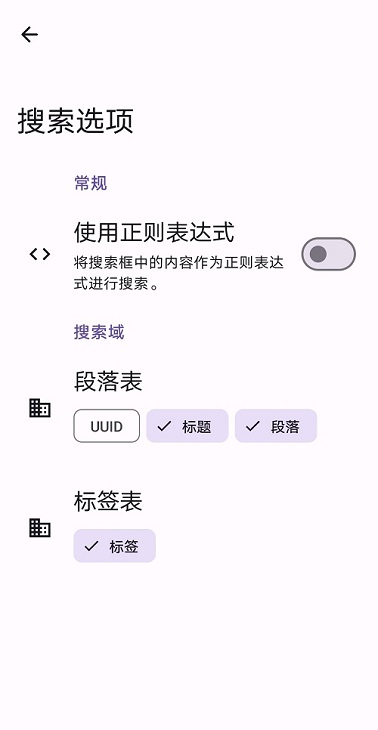 搜索选项
常规
使用正则表达式
将搜索框中的内容作为正则表达
式进行搜索。
搜索域
段落表
UUID 标题 段落
标签表
标签